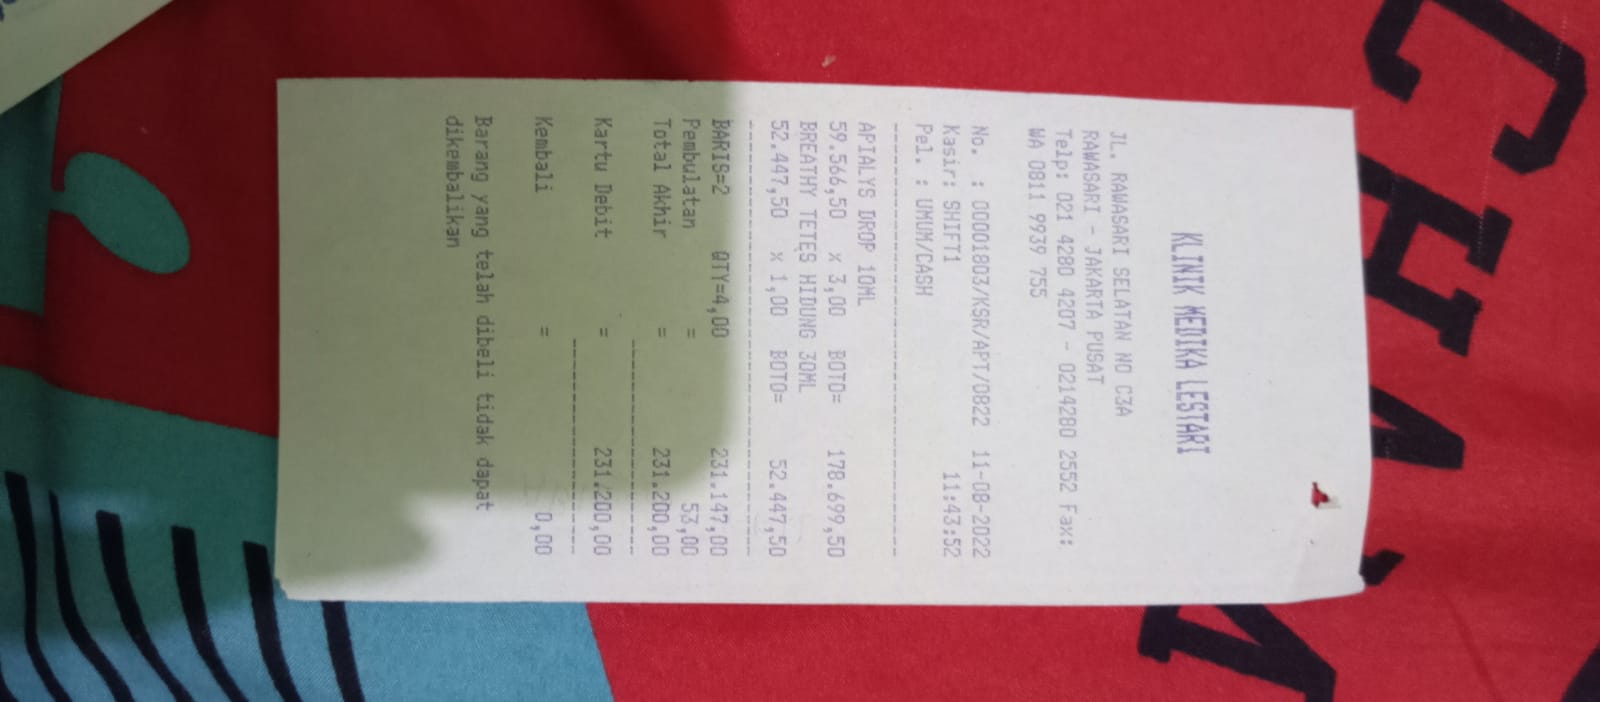 KLINIK MEDIKA LESTARI
JL. RAWASARI SELATAN NO C3A
RAWASARI - JAKARTA PUSAT
Telp: 021 4280 4207 - 0214280 2552 Fax:
WA 0811 9939 755
No. : 00001803/KSR/APT/0822 11-08-2022
Kasir: SHIFT1 11:43:52
Pel. : UMUM/CASH
APIALYS DROP 10ML
59.566,50 x 3,00 BOTO= 178.699,50
BREATHY TETES HIDUNG 30ML
52.447,50 x 1,00 BOTO= 52.447,50
BARIS=2 QTY=4,00 231.147,00
Pembulatan = 53,00
Total Akhir = 231.200,00
Kartu Debit = 231.200,00
Kembali = 0,00
Barang yang telah dibeli tidak dapat
dikembalikan